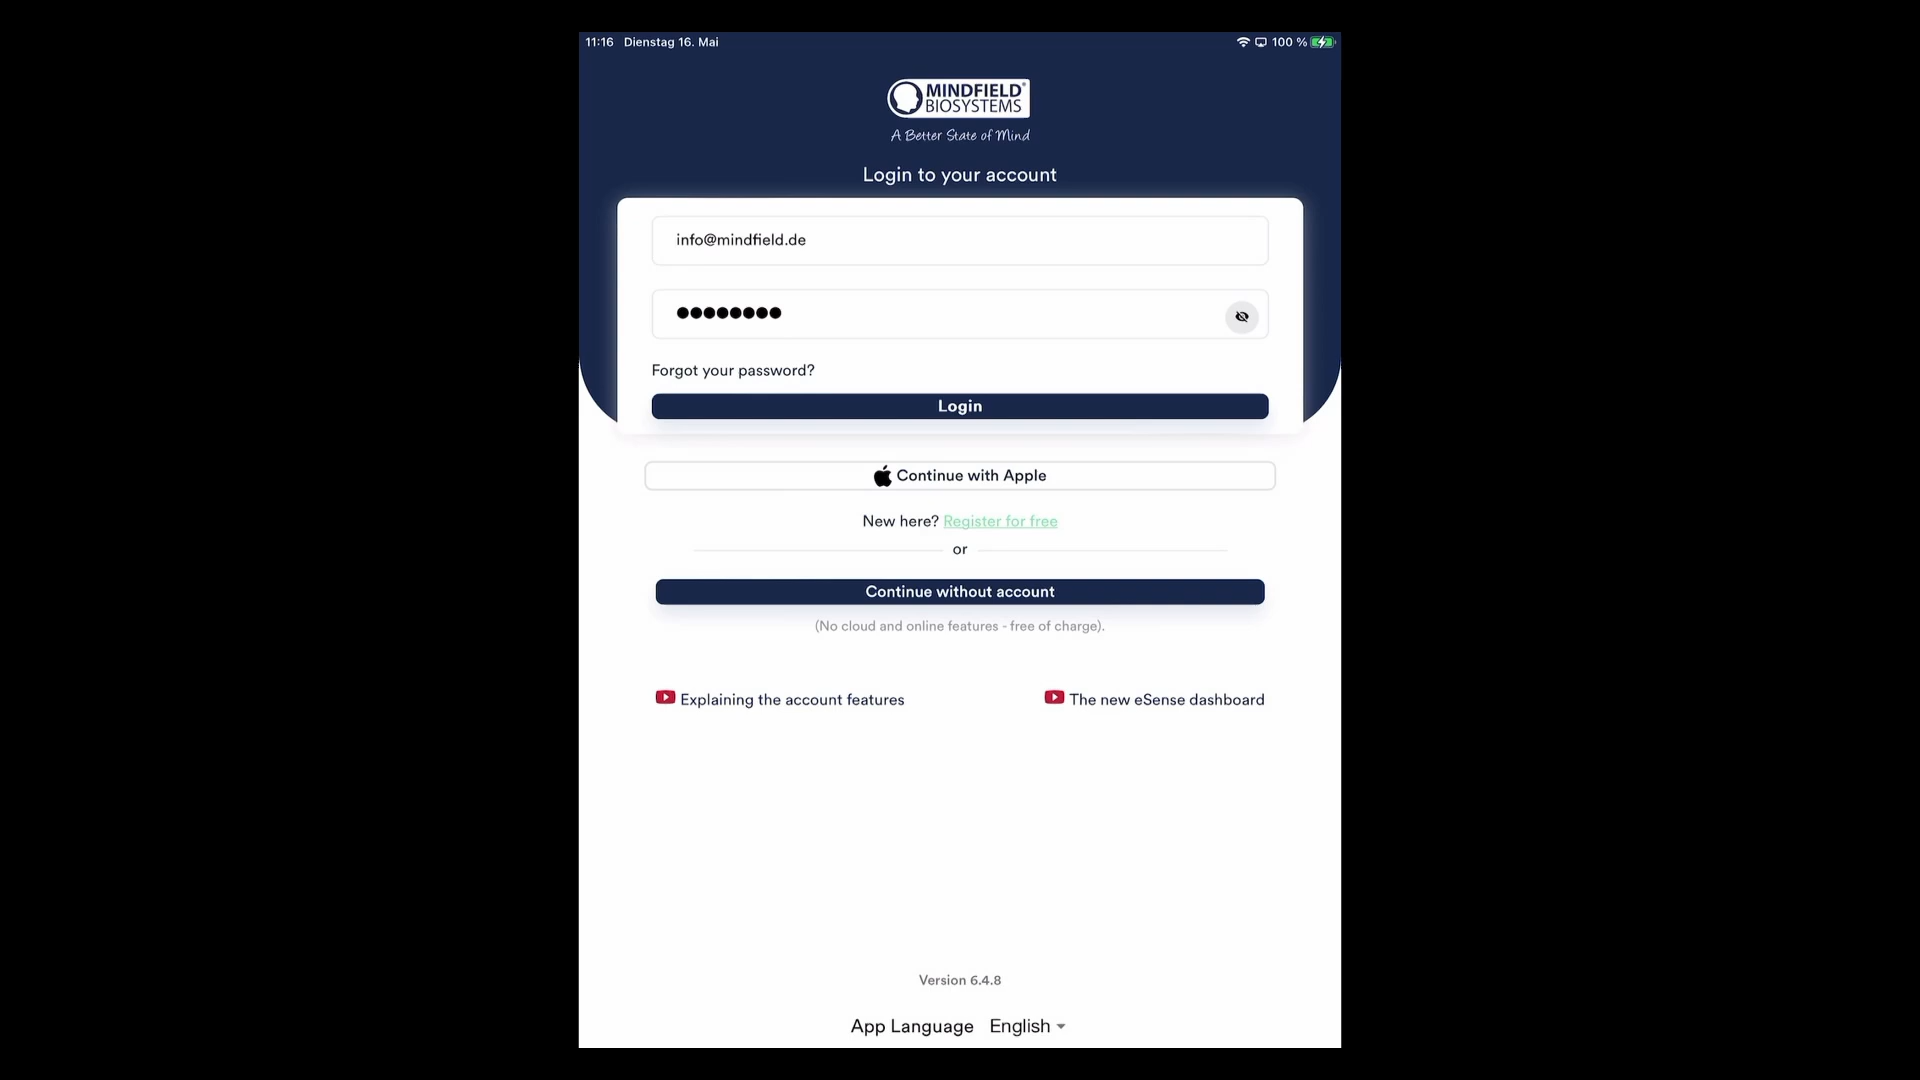 11:16 Dienstag 16. Mai
100 %
MINDFIELD®
BIOSYSTEMS
A Better State of Mind
Login to your account
info@mindfield.de
●●●●●●●●
Forgot your password?
Login
Continue with Apple
New here? Register for free
or
Continue without account
(No cloud and online features - free of charge).
Explaining the account features
The new eSense dashboard
Version 6.4.8
App Language English